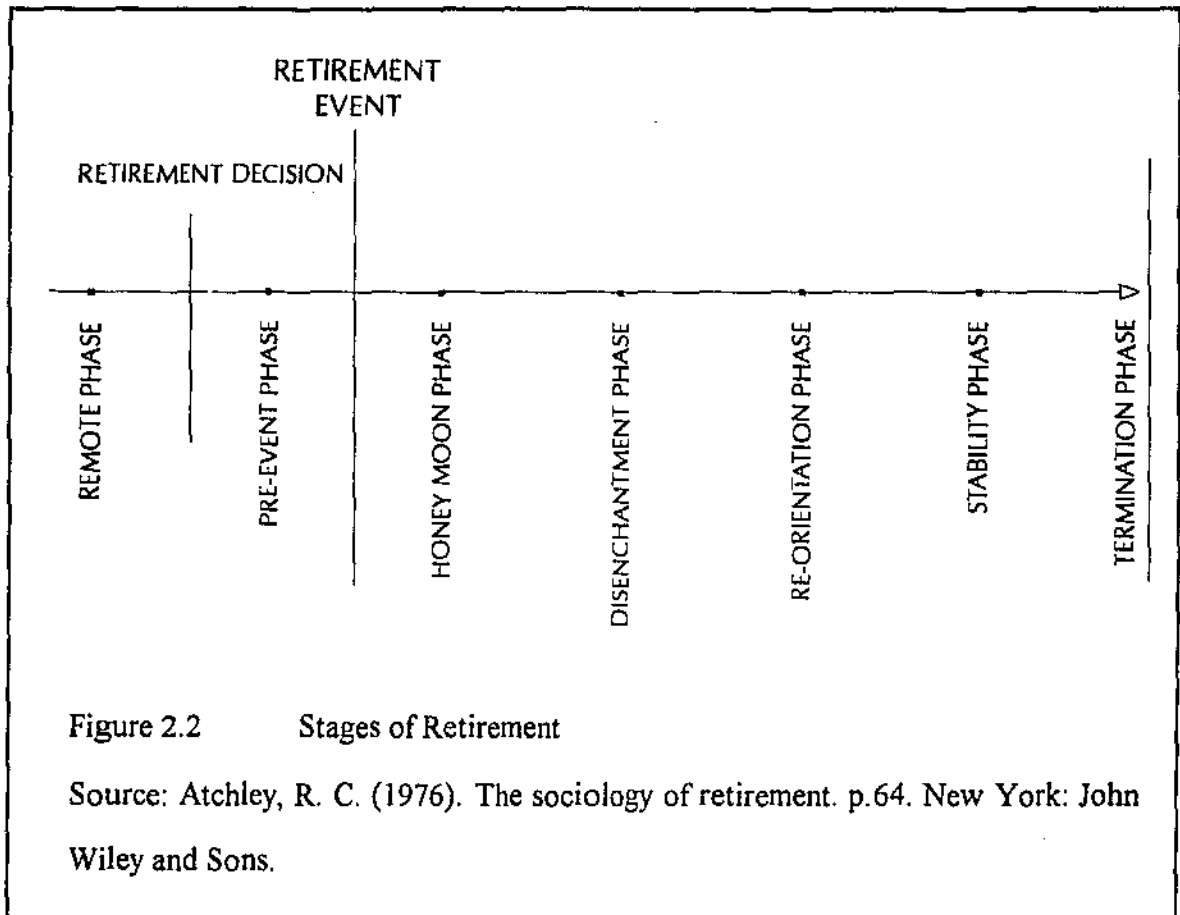 RETIREMENT
EVENT
RETIREMENT DECISION
REMOTE PHASE
PRE-EVENT PHASE
HONEY MOON PHASE
DISENCHANTMENT PHASE
RE-ORIENTATION PHASE
STABILITY PHASE
TERMINATION PHASE
Figure 2.2 Stages of Retirement
Source: Atchley, R. C. (1976). The sociology of retirement. p.64. New York: John
Wiley and Sons.